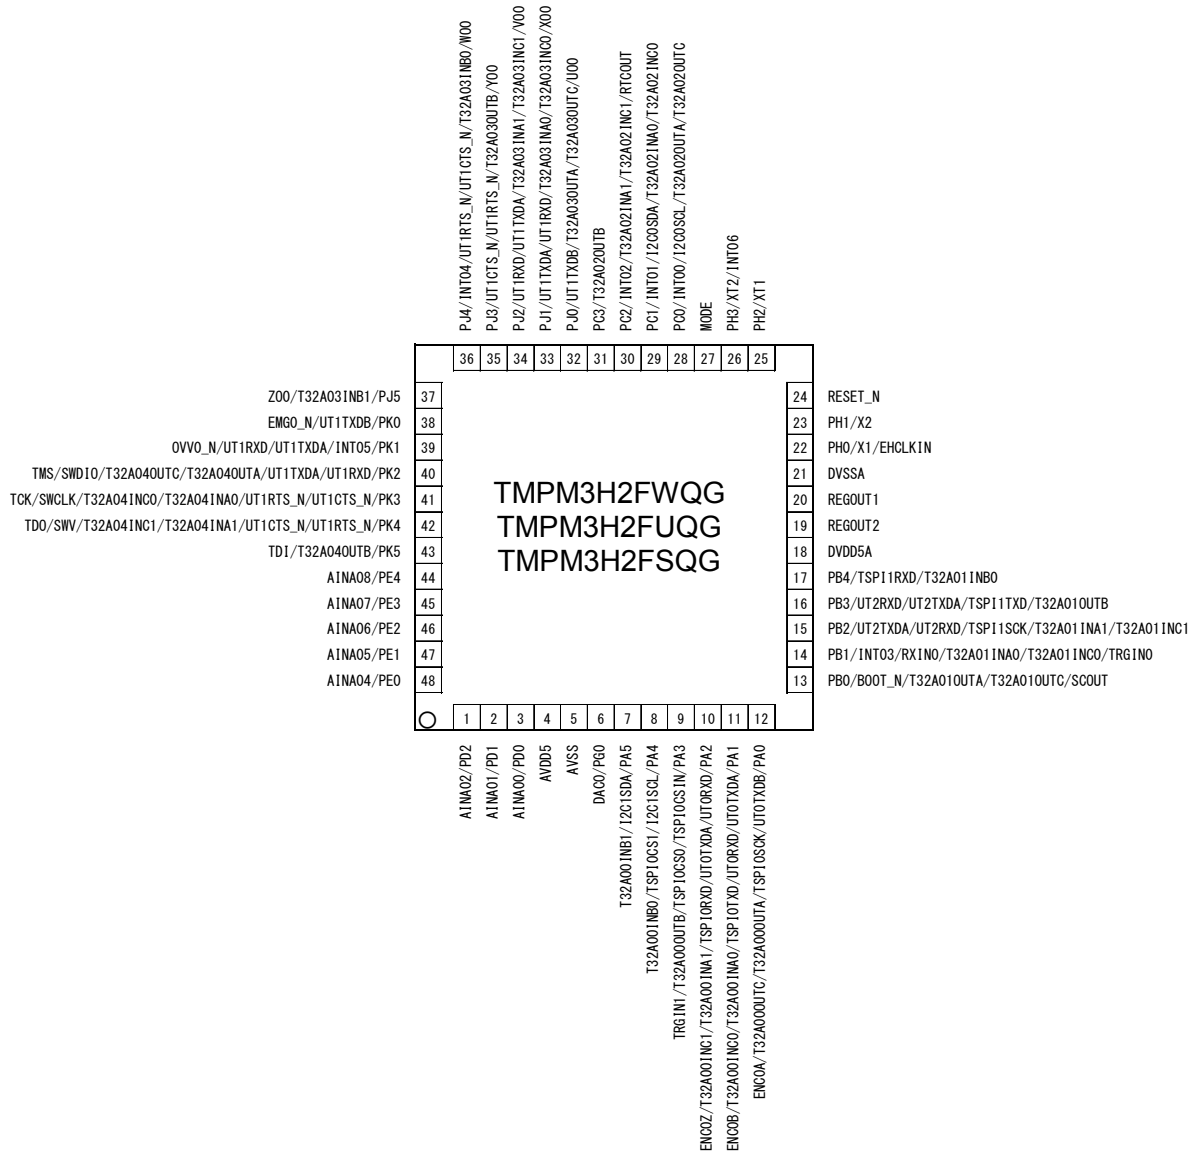 PJ4/INT04/UT1RTS_N/UT1CTS_N/T32A03INB0/WO0
PJ3/UT1CTS_N/UT1RTS_N/T32A03OUTB/YO0
PJ2/UT1RXD/UT1TXDA/T32A03INA1/T32A03INC1/VO0
PJ1/UT1TXDA/UT1RXD/T32A03INA0/T32A03INC0/XO0
PJ0/UT1TXDB/T32A03OUTA/T32A03OUTC/UO0
PC3/T32A02OUTB
PC2/INT02/T32A02INA1/T32A02INC1/RTCOUT
PC1/INT01/I2C0SDA/T32A02INA0/T32A02INC0
PC0/INT00/I2C0SCL/T32A02OUTA/T32A02OUTC
MODE
PH3/XT2/INT06
PH2/XT1
36 35 34 33 32 31 30 29 28 27 26 25
ZO0/T32A03INB1/PJ5 37
EMG0_N/UT1TXDB/PK0 38
OVV0_N/UT1RXD/UT1TXDA/INT05/PK1 39
TMS/SWDIO/T32A04OUTC/T32A04OUTA/UT1TXDA/UT1RXD/PK2 40
TCK/SWCLK/T32A04INC0/T32A04INA0/UT1RTS_N/UT1CTS_N/PK3 41
TDO/SWV/T32A04INC1/T32A04INA1/UT1CTS_N/UT1RTS_N/PK4 42
TDI/T32A04OUTB/PK5 43
AINA08/PE4 44
AINA07/PE3 45
AINA06/PE2 46
AINA05/PE1 47
AINA04/PE0 48
TMPM3H2FWQG
TMPM3H2FUQG
TMPM3H2FSQG
24 RESET_N
23 PH1/X2
22 PH0/X1/EHCLKIN
21 DVSSA
20 REGOUT1
19 REGOUT2
18 DVDD5A
17 PB4/TSPI1RXD/T32A01INB0
16 PB3/UT2RXD/UT2TXDA/TSPI1TXD/T32A01OUTB
15 PB2/UT2TXDA/UT2RXD/TSPI1SCK/T32A01INA1/T32A01INC1
14 PB1/INT03/RXIN0/T32A01INA0/T32A01INC0/TRGIN0
13 PB0/BOOT_N/T32A01OUTA/T32A01OUTC/SCOUT
1 2 3 4 5 6 7 8 9 10 11 12
AINA02/PD2
AINA01/PD1
AINA00/PD0
AVDD5
AVSS
DAC0/PG0
T32A00INB1/I2C1SDA/PA5
T32A00INB0/TSPI0CS1/I2C1SCL/PA4
TRGIN1/T32A00OUTB/TSPI0CS0/TSPI0CSIN/PA3
ENC0Z/T32A00INC1/T32A00INA1/TSPI0RXD/UT0TXDA/UT0RXD/PA2
ENC0B/T32A00INC0/T32A00INA0/TSPI0TXD/UT0RXD/UT0TXDA/PA1
ENC0A/T32A00OUTC/T32A00OUTA/TSPI0SCK/UT0TXDB/PA0